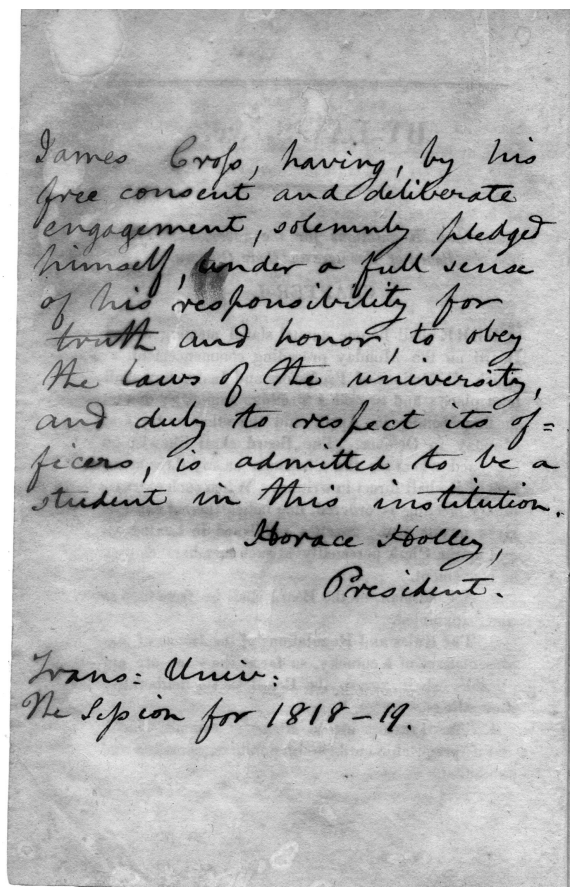 James Cross, having, by his
free consent and deliberate
engagement, solemnly pledged
himself, under a full sense
of his responsibility for
truth and honor, to obey
the laws of the university,
and duly to respect its of=
ficers, is admitted to be a
student in this institution.
Horace Holley,
President.
Trans: Univ:
The Session for 1818-19.